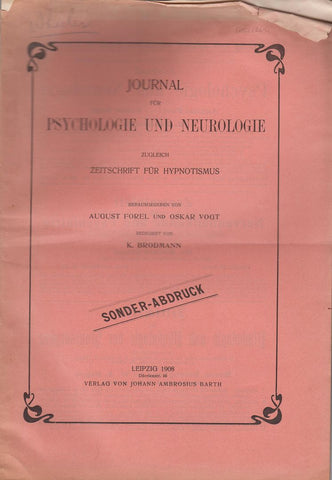 JOURNAL
FÜR
PSYCHOLOGIE UND NEUROLOGIE
ZUGLEICH
ZEITSCHRIFT FÜR HYPNOTISMUS
HERAUSGEGEBEN VON
AUGUST FOREL UND OSKAR VOGT
REDIGIERT VON
K. BRODMANN
SONDER-ABDRUCK
LEIPZIG 1908
VERLAG VON JOHANN AMBROSIUS BARTH